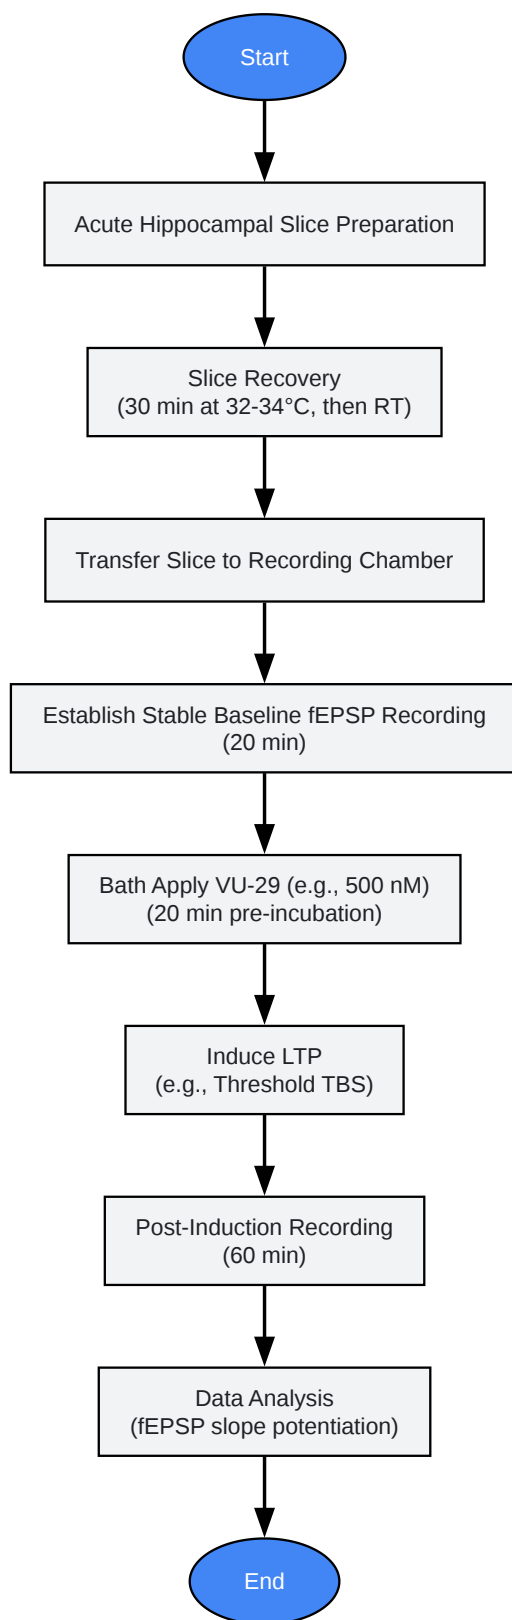 Start
Acute Hippocampal Slice Preparation
Slice Recovery
(30 min at 32-34°C, then RT)
Transfer Slice to Recording Chamber
Establish Stable Baseline fEPSP Recording
(20 min)
Bath Apply VU-29 (e.g., 500 nM)
(20 min pre-incubation)
Induce LTP
(e.g., Threshold TBS)
Post-Induction Recording
(60 min)
Data Analysis
(fEPSP slope potentiation)
End